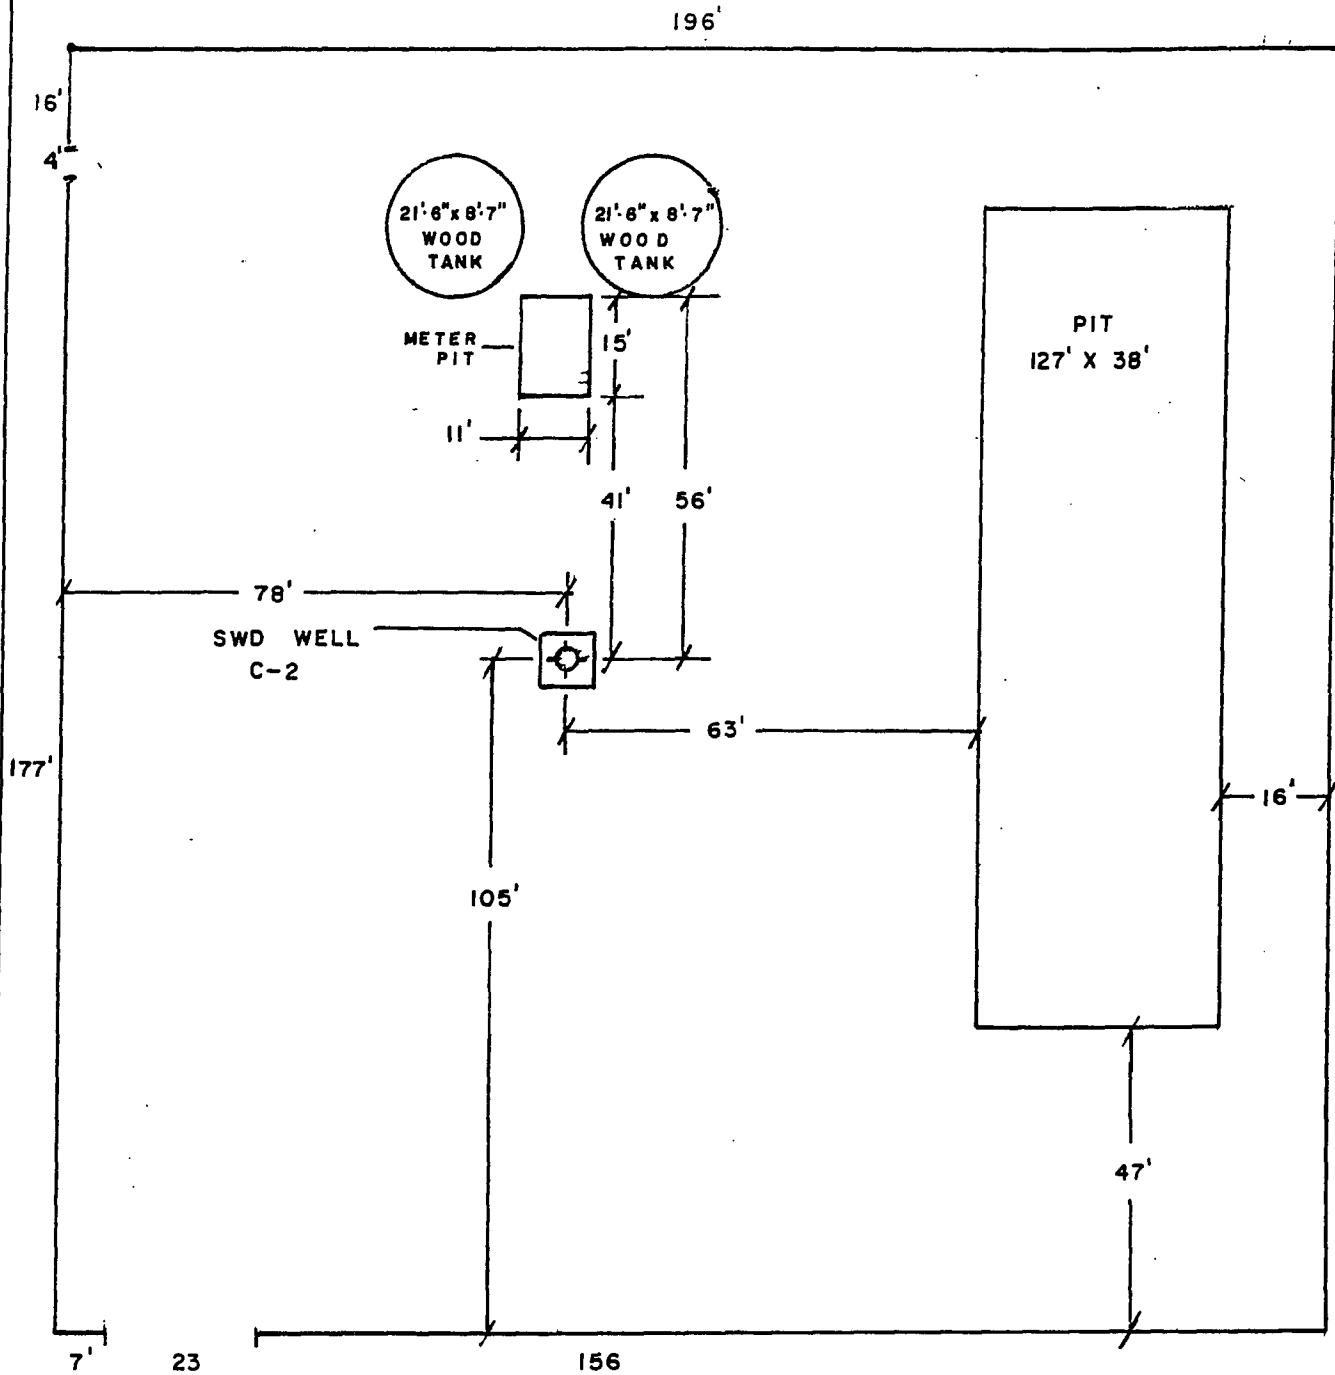 196'
16'
4'
21'-6" x 8'-7"
WOOD
TANK
21'-6" x 8'-7"
WOOD
TANK
PIT
127' X 38'
METER
PIT
15'
11'
41'
56'
78'
SWD WELL
C-2
63'
177'
16'
105'
47'
7'
23
156